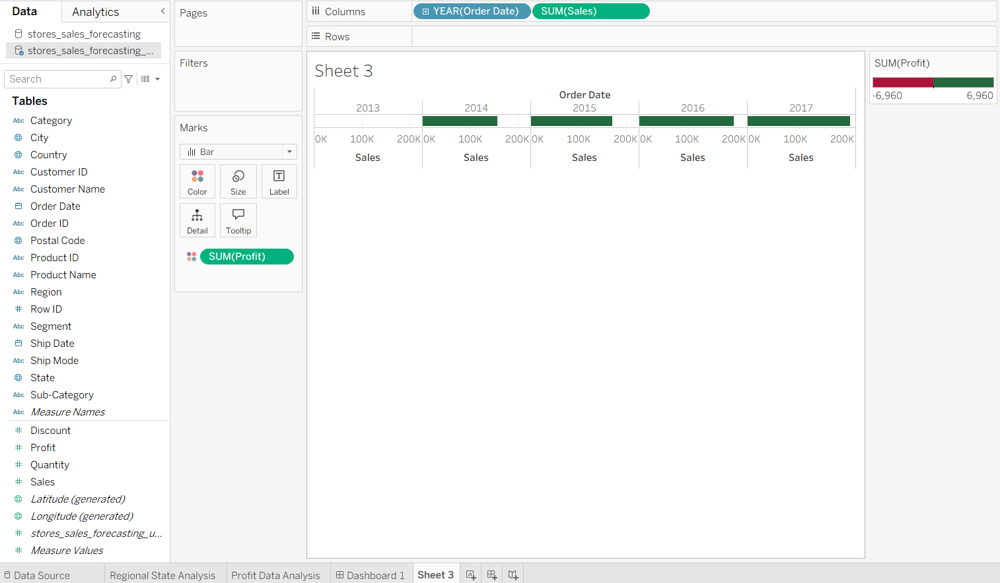 Data
Analytics
stores_sales_forecasting
stores_sales_forecasting_...
Search
Tables
Abc Category
City
Country
Abc Customer ID
Abc Customer Name
Order Date
Abc Order ID
Postal Code
Abc Product ID
Abc Product Name
Abc Region
# Row ID
Abc Segment
Ship Date
Abc Ship Mode
State
Abc Sub-Category
Abc Measure Names
# Discount
# Profit
# Quantity
# Sales
Latitude (generated)
Longitude (generated)
# stores_sales_forecasting_u...
# Measure Values
Pages
Filters
Marks
Bar
Color Size Label
Detail Tooltip
SUM(Profit)
Columns YEAR(Order Date) SUM(Sales)
Rows
Sheet 3
Order Date
2013 2014 2015 2016 2017
0K 100K 200K 0K 100K 200K 0K 100K 200K 0K 100K 200K 0K 100K 200K
Sales Sales Sales Sales Sales
SUM(Profit)
-6,960 6,960
Data Source Regional State Analysis Profit Data Analysis Dashboard 1 Sheet 3